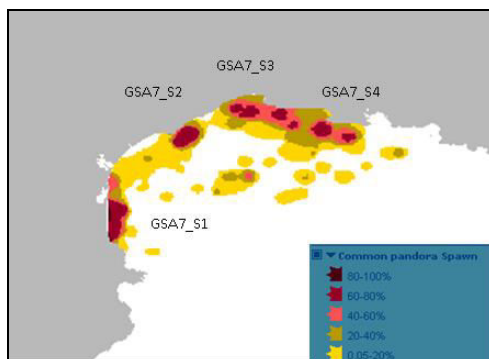 GSA7_S3
GSA7_S2
GSA7_S4
GSA7_S1
Common pandora Spawn
80-100%
60-80%
40-60%
20-40%
0.05-20%